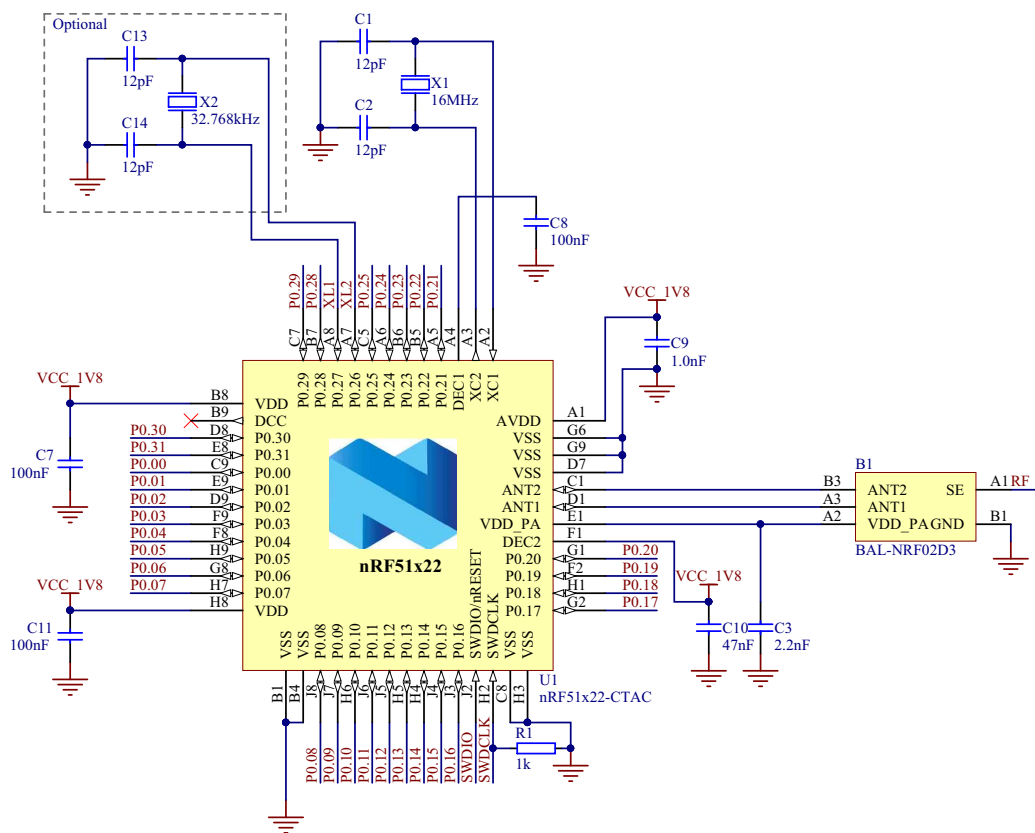 Optional
C13
12pF
X2
32.768kHz
C14
12pF
C1
12pF
X1
16MHz
C2
12pF
C8
100nF
P0.29
P0.28
XL1
XL2
P0.25
P0.24
P0.23
P0.22
P0.21
C7
B7
A8
A7
C5
A6
B6
B5
A5
A4
A3
A2
P0.29
P0.28
P0.27
P0.26
P0.25
P0.24
P0.23
P0.22
P0.21
DEC1
XC2
XC1
VCC_1V8
C9
1.0nF
VCC_1V8
C7
100nF
B8 VDD
B9 DCC
P0.30 D8 P0.30
P0.31 E8 P0.31
P0.00 C9 P0.00
P0.01 E9 P0.01
P0.02 D9 P0.02
P0.03 F9 P0.03
P0.04 F8 P0.04
P0.05 H9 P0.05
P0.06 G8 P0.06
P0.07 H7 P0.07
H8 VDD
VCC_1V8
C11
100nF
nRF51x22
AVDD A1
VSS G6
VSS G9
VSS D7
ANT2 C1
ANT1 D1
VDD_PA E1
DEC2 F1
P0.20 G1 P0.20
P0.19 F2 P0.19
P0.18 H1 P0.18
P0.17 G2 P0.17
B1
B3 ANT2 SE A1 RF
A3 ANT1
A2 VDD_PA GND B1
BAL-NRF02D3
VCC_1V8
C10
47nF
C3
2.2nF
VSS
VSS
P0.08
P0.09
P0.10
P0.11
P0.12
P0.13
P0.14
P0.15
P0.16
SWDIO/nRESET
SWDCLK
VSS
VSS
U1
nRF51x22-CTAC
B1
B4
J8
J7
H6
J6
J5
H5
H4
J4
J3
J2
H2
C8
H3
P0.08
P0.09
P0.10
P0.11
P0.12
P0.13
P0.14
P0.15
P0.16
SWDIO
SWDCLK
R1
1k